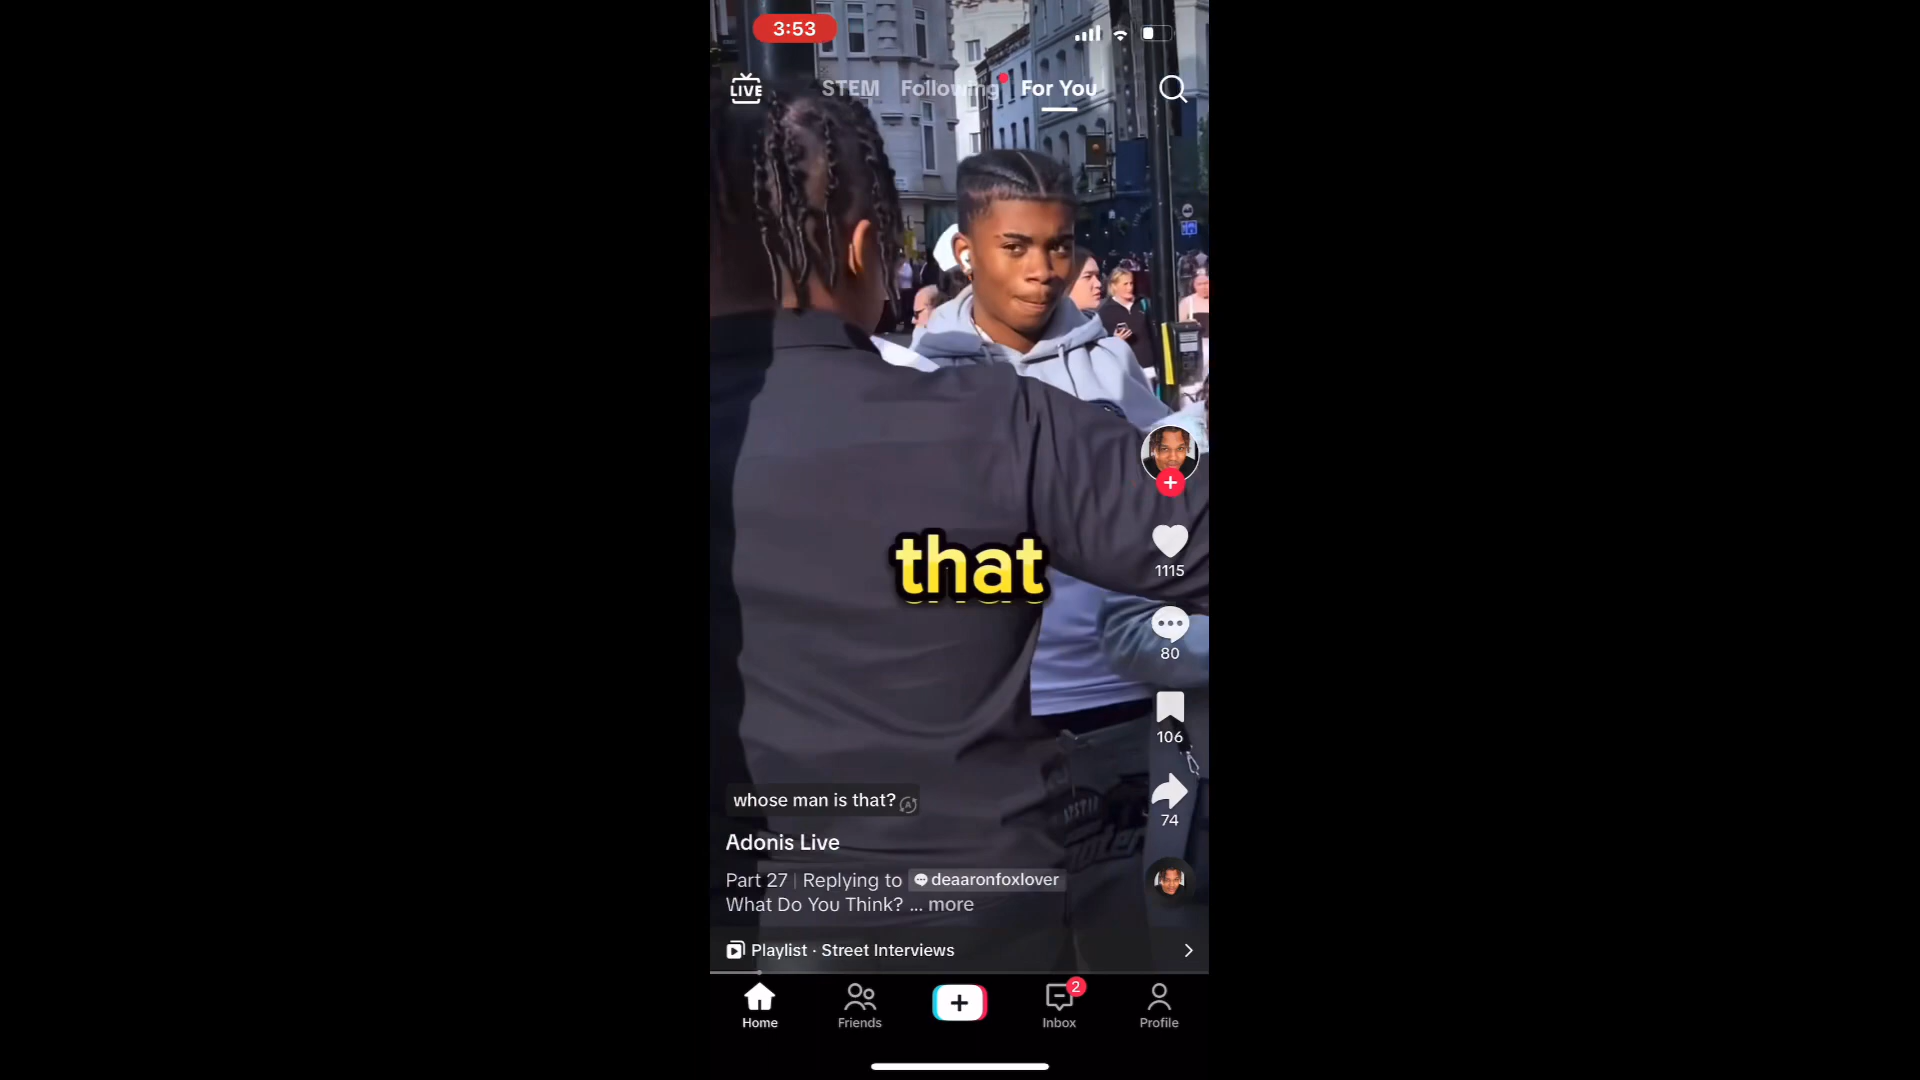 3:53
LIVE
STEM Following For You
that
1115
80
106
74
whose man is that?
Adonis Live
Part 27 | Replying to deaaronfoxlover
What Do You Think? ... more
Playlist · Street Interviews
2
Home Friends Inbox Profile